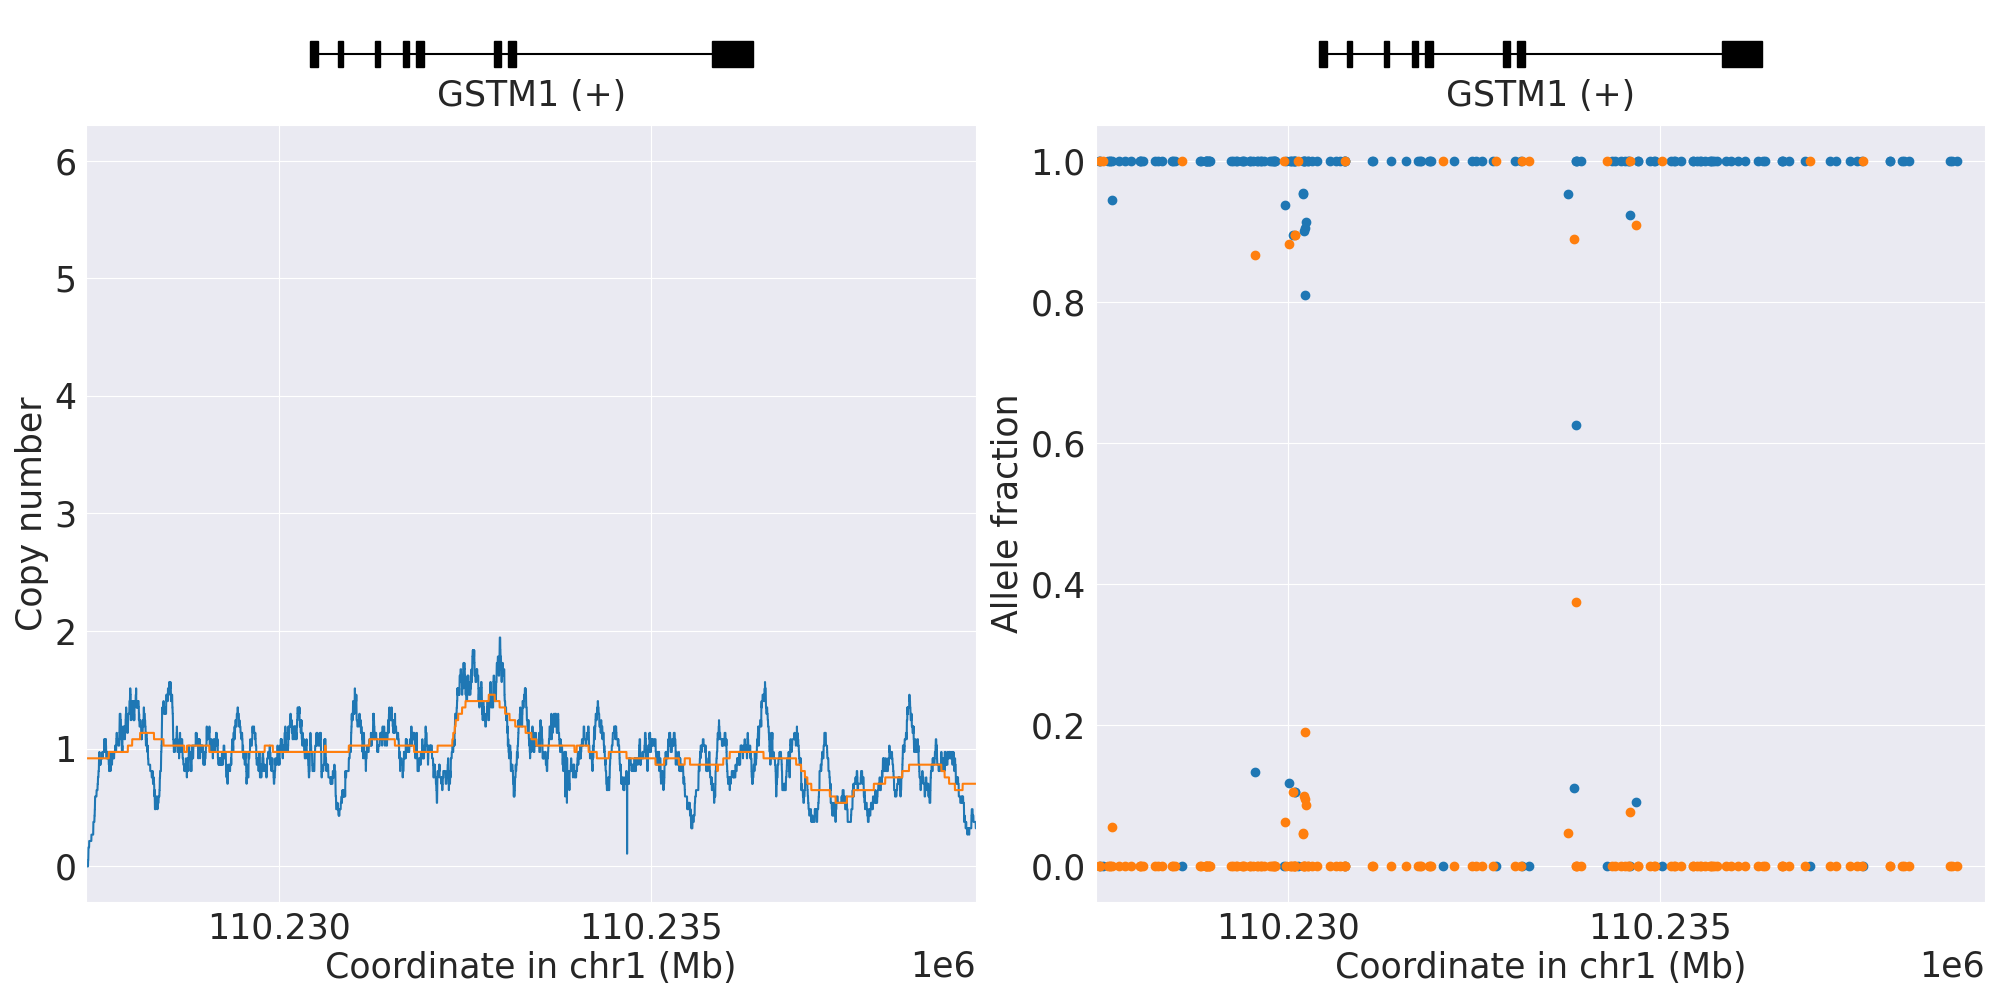 GSTM1 (+)
GSTM1 (+)
6
5
4
3
2
1
0
Copy number
110.230
110.235
Coordinate in chr1 (Mb)
1e6
1.0
0.8
0.6
0.4
0.2
0.0
Allele fraction
110.230
110.235
Coordinate in chr1 (Mb)
1e6